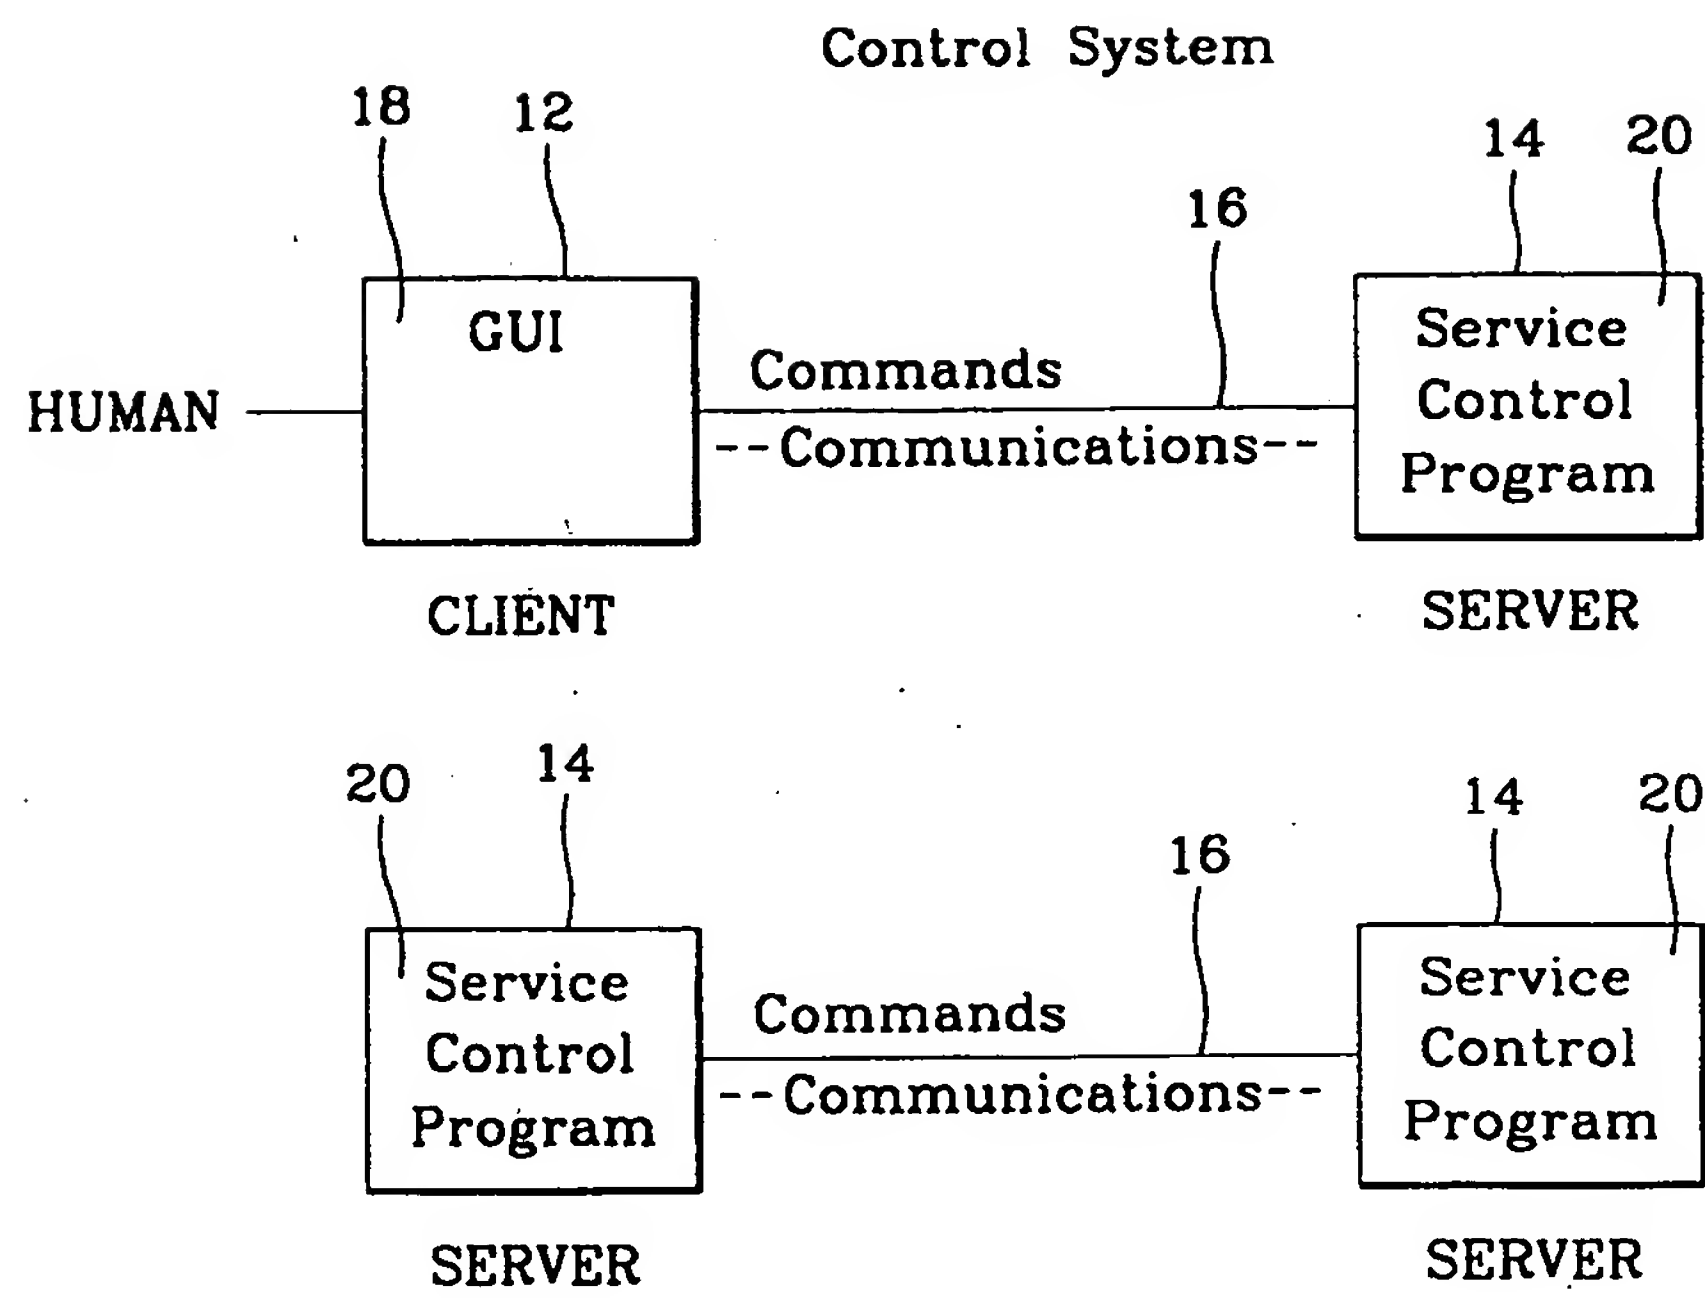 Control System
18
12
14
20
16
GUI
Service
Control
Program
HUMAN
Commands
--Communications--
CLIENT
SERVER
20
14
16
14
20
Service
Control
Program
Commands
--Communications--
Service
Control
Program
SERVER
SERVER